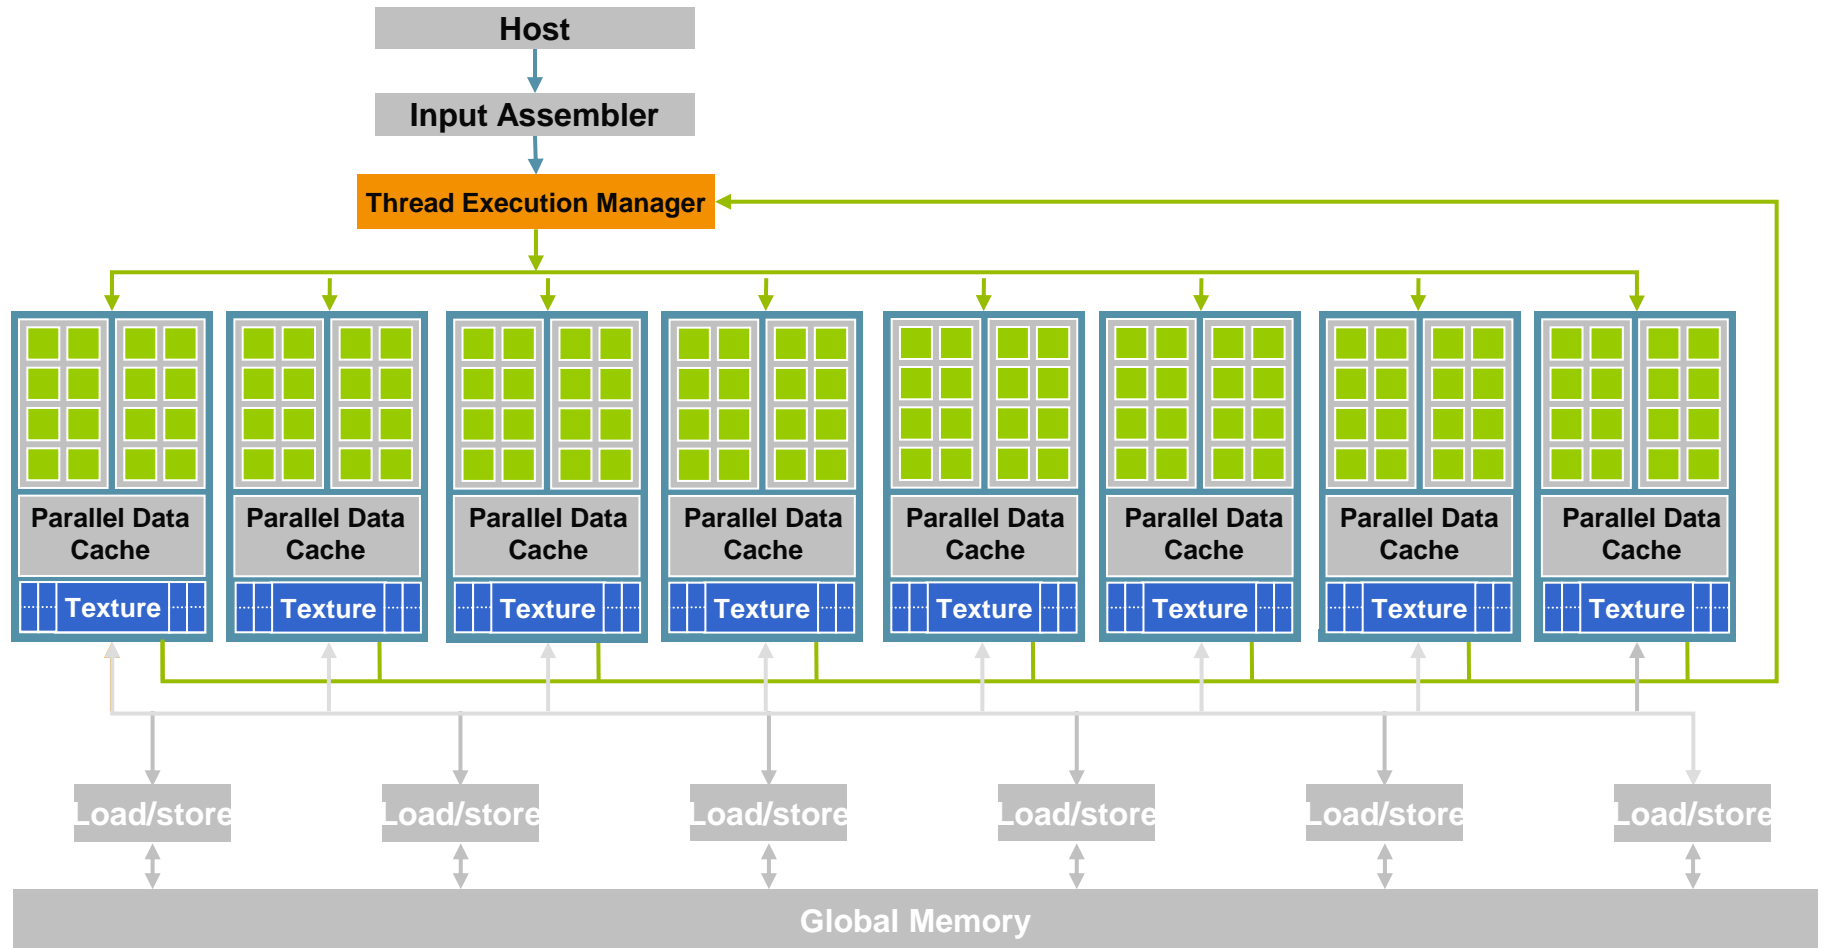 Host
Input Assembler
Thread Execution Manager
Parallel Data
Cache
Parallel Data
Cache
Parallel Data
Cache
Parallel Data
Cache
Parallel Data
Cache
Parallel Data
Cache
Parallel Data
Cache
Parallel Data
Cache
Texture
Texture
Texture
Texture
Texture
Texture
Texture
Texture
Load/store
Load/store
Load/store
Load/store
Load/store
Load/store
Global Memory